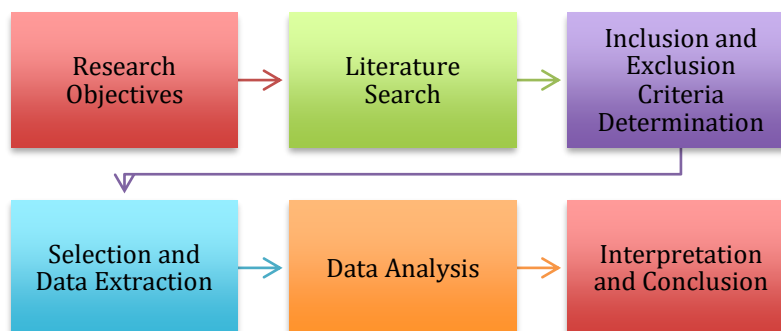 Research
Objectives
Literature
Search
Inclusion and
Exclusion
Criteria
Determination
Selection and
Data Extraction
Data Analysis
Interpretation
and Conclusion